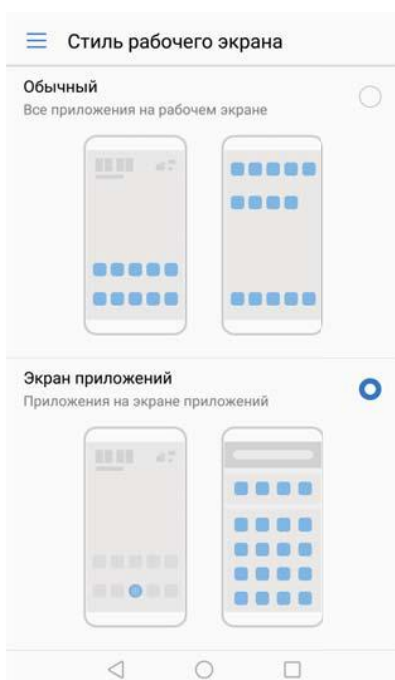 Стиль рабочего экрана
Обычный
Все приложения на рабочем экране
Экран приложений
Приложения на экране приложений